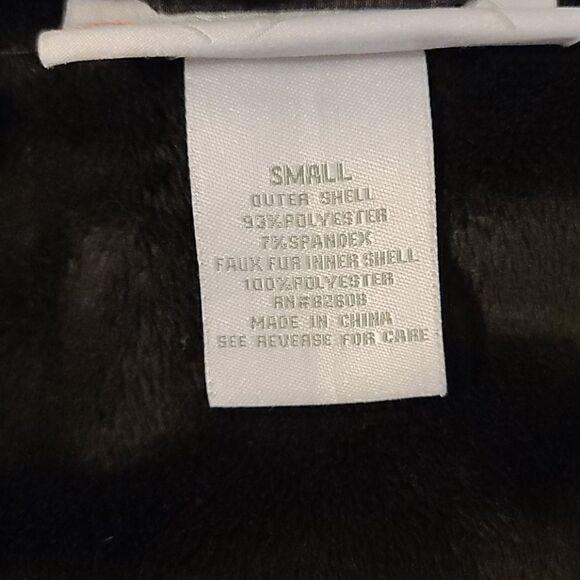 SMALL
OUTER SHELL
93%POLYESTER
7%SPANDEX
FAUX FUR INNER SHELL
100%POLYESTER
RN#82608
MADE IN CHINA
SEE REVERSE FOR CARE